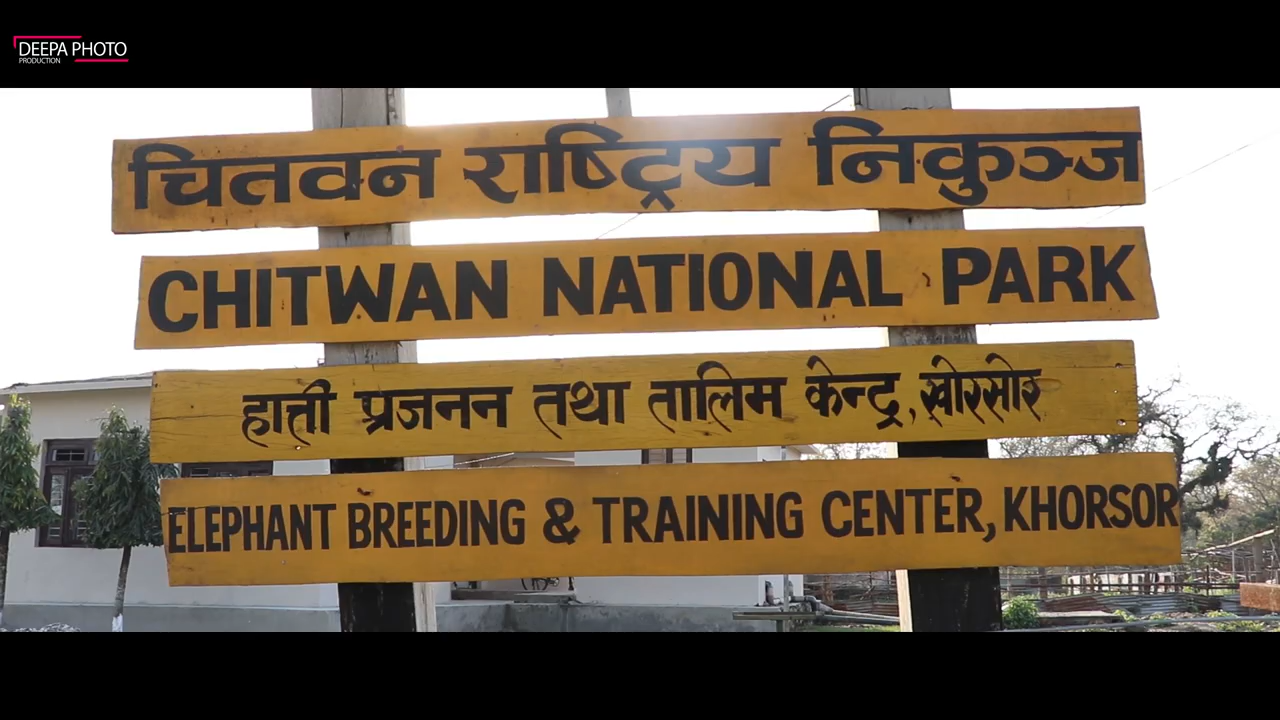 DEEPA PHOTO
PRODUCTION
चितवन राष्ट्रिय निकुञ्ज
CHITWAN NATIONAL PARK
हात्ती प्रजनन तथा तालिम केन्द्र, खोरसोर
ELEPHANT BREEDING & TRAINING CENTER, KHORSOR